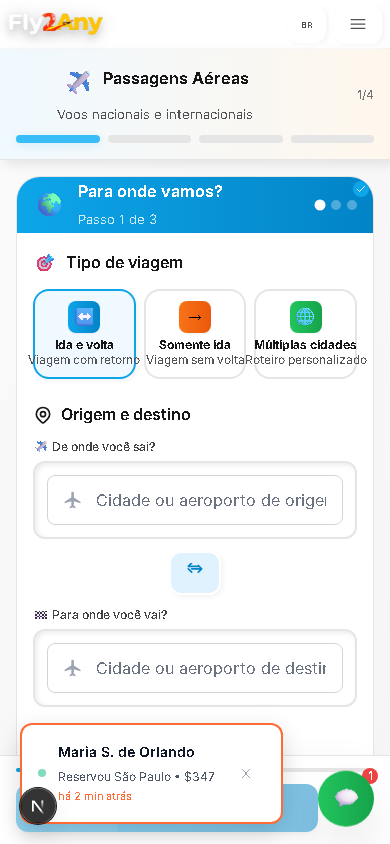 Fly2Any
BR
Passagens Aéreas
1/4
Voos nacionais e internacionais
Para onde vamos?
Passo 1 de 3
Tipo de viagem
Ida e volta
Viagem com retorno
Somente ida
Viagem sem volta
Múltiplas cidades
Roteiro personalizado
Origem e destino
De onde você sai?
Cidade ou aeroporto de orige
Para onde você vai?
Cidade ou aeroporto de destin
Maria S. de Orlando
Reservou São Paulo • $347
há 2 min atrás
N
1